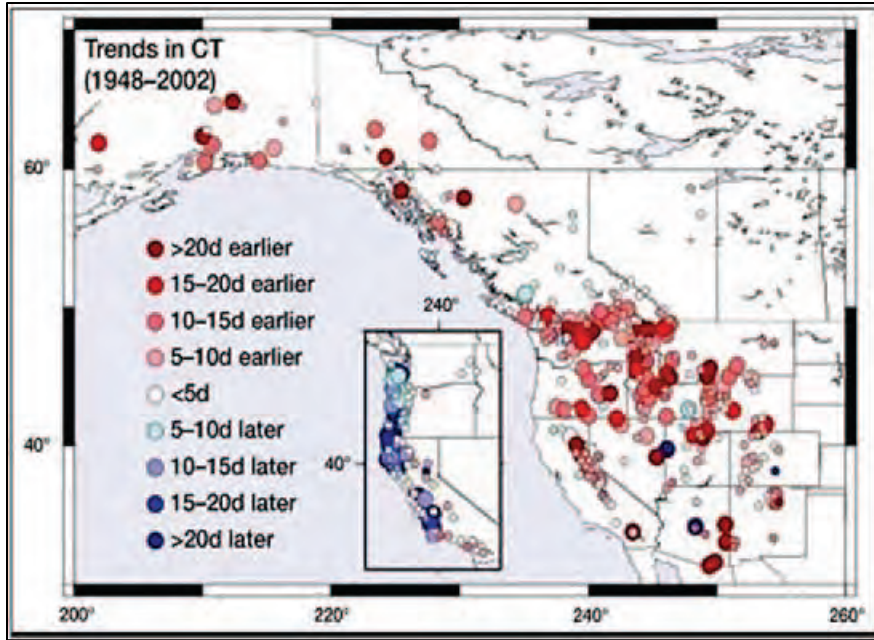 Trends in CT
(1948–2002)
60°
>20d earlier
15–20d earlier
10–15d earlier
5–10d earlier
<5d
5–10d later
10–15d later
15–20d later
>20d later
240°
40°
40°
200°
220°
240°
260°